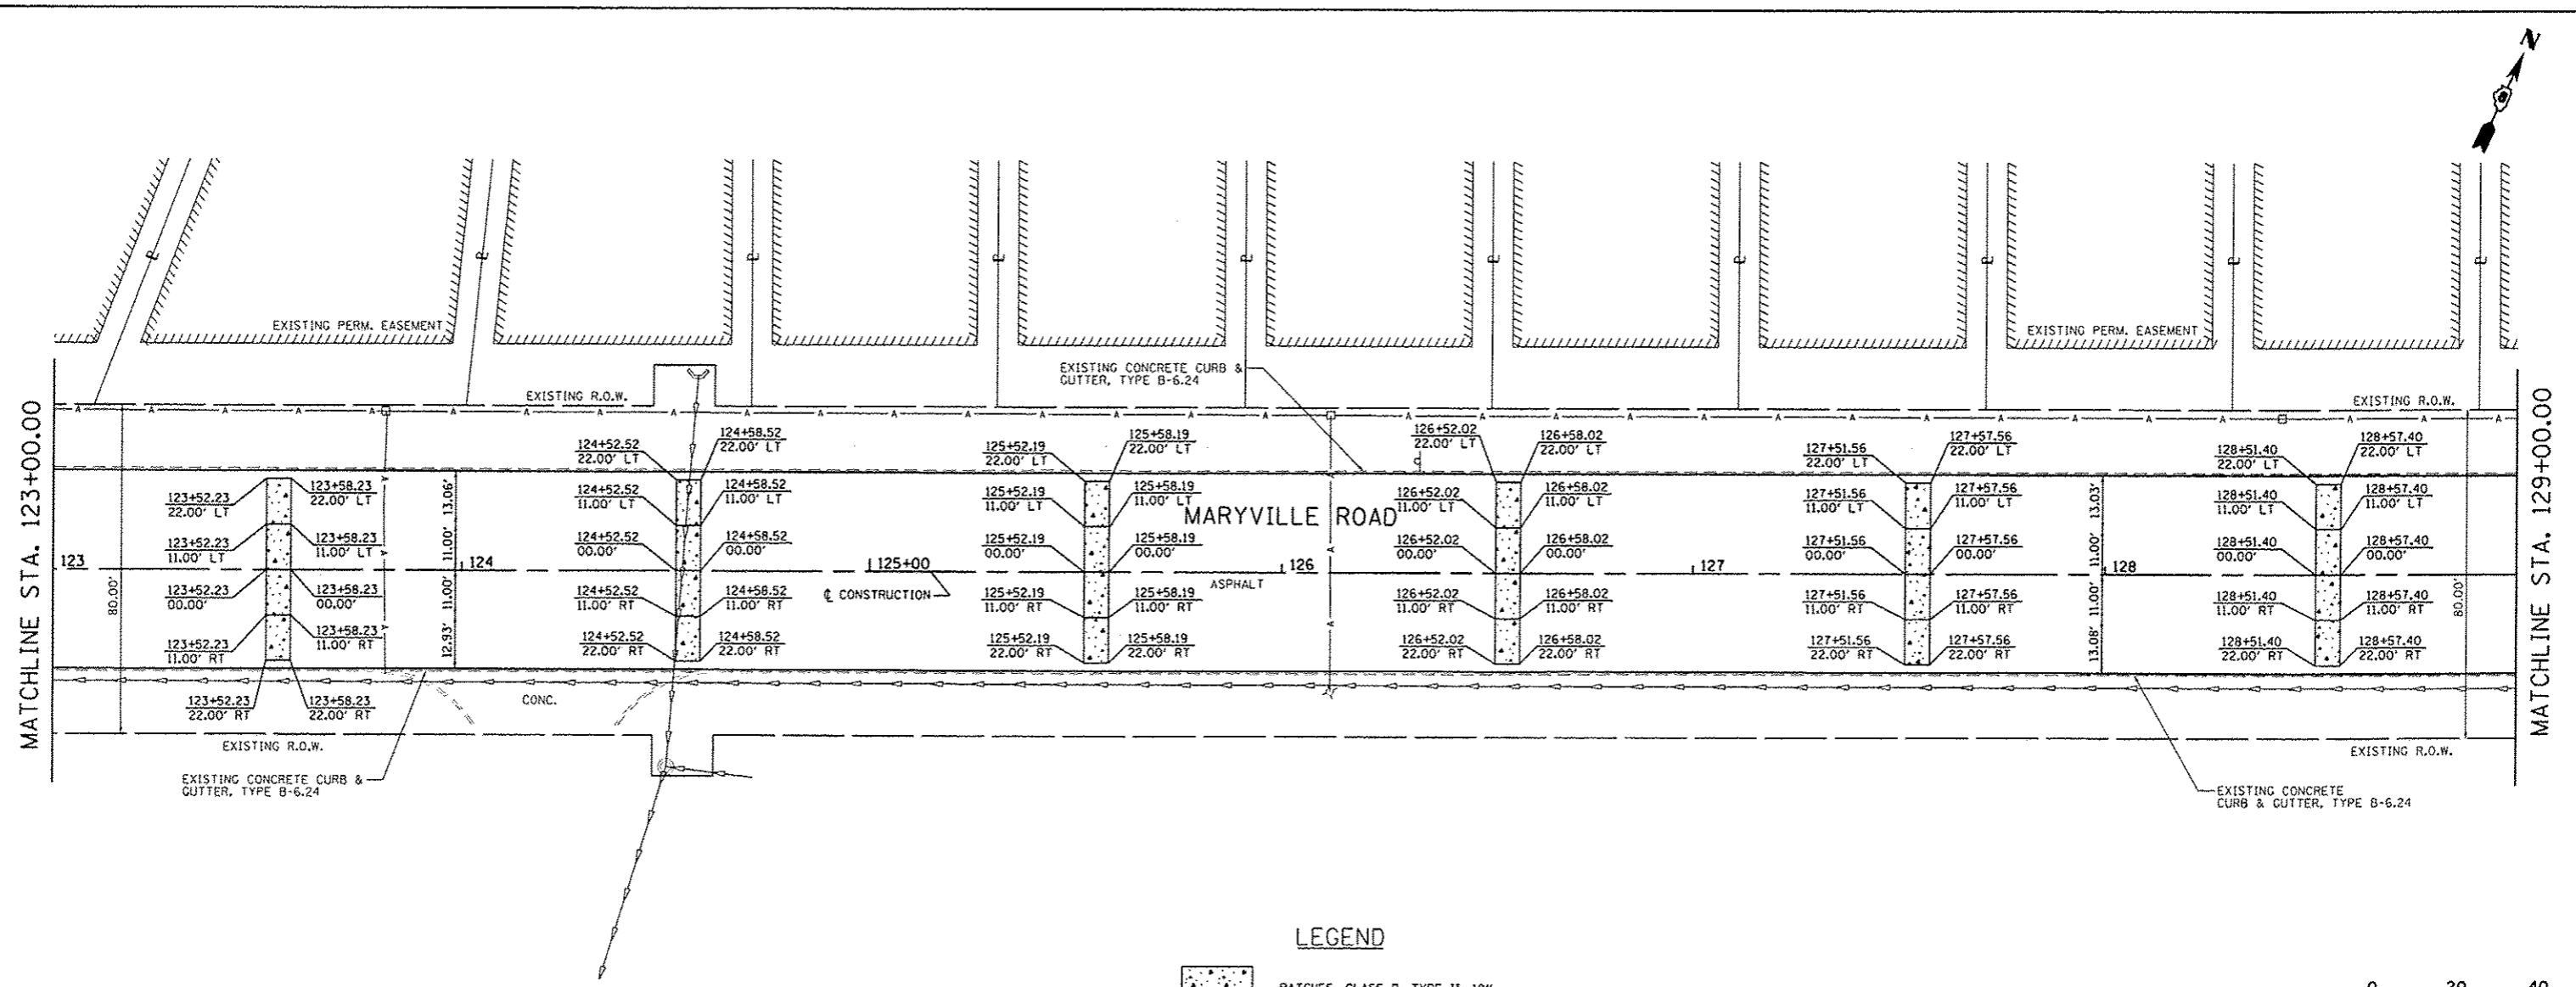 N
EXISTING PERM. EASEMENT
EXISTING PERM. EASEMENT
EXISTING CONCRETE CURB &
GUTTER, TYPE B-6.24
EXISTING R.O.W.
EXISTING R.O.W.
MATCHLINE STA. 123+00.00
MATCHLINE STA. 129+00.00
123+52.23
22.00' LT
123+58.23
22.00' LT
123+52.23
11.00' LT
123+58.23
11.00' LT
123+52.23
00.00'
123+58.23
00.00'
123+52.23
11.00' RT
123+58.23
11.00' RT
123+52.23
22.00' RT
123+58.23
22.00' RT
124+52.52
22.00' LT
124+58.52
22.00' LT
124+52.52
11.00' LT
124+58.52
11.00' LT
124+52.52
00.00'
124+58.52
00.00'
124+52.52
11.00' RT
124+58.52
11.00' RT
124+52.52
22.00' RT
124+58.52
22.00' RT
125+52.19
22.00' LT
125+58.19
22.00' LT
125+52.19
11.00' LT
125+58.19
11.00' LT
125+52.19
00.00'
125+58.19
00.00'
125+52.19
11.00' RT
125+58.19
11.00' RT
125+52.19
22.00' RT
125+58.19
22.00' RT
126+52.02
22.00' LT
126+58.02
22.00' LT
126+52.02
11.00' LT
126+58.02
11.00' LT
126+52.02
00.00'
126+58.02
00.00'
126+52.02
11.00' RT
126+58.02
11.00' RT
126+52.02
22.00' RT
126+58.02
22.00' RT
127+51.56
22.00' LT
127+57.56
22.00' LT
127+51.56
11.00' LT
127+57.56
11.00' LT
127+51.56
00.00'
127+57.56
00.00'
127+51.56
11.00' RT
127+57.56
11.00' RT
127+51.56
22.00' RT
127+57.56
22.00' RT
128+51.40
22.00' LT
128+57.40
22.00' LT
128+51.40
11.00' LT
128+57.40
11.00' LT
128+51.40
00.00'
128+57.40
00.00'
128+51.40
11.00' RT
128+57.40
11.00' RT
128+51.40
22.00' RT
128+57.40
22.00' RT
MARYVILLE ROAD
123
124
125+00
126
127
128
℄ CONSTRUCTION
ASPHALT
80.00'
13.06'
11.00'
11.00'
12.93'
13.03'
11.00'
11.00'
13.08'
80.00'
CONC.
EXISTING R.O.W.
EXISTING R.O.W.
EXISTING CONCRETE CURB &
GUTTER, TYPE B-6.24
EXISTING CONCRETE
CURB & GUTTER, TYPE B-6.24
LEGEND
0 20 40